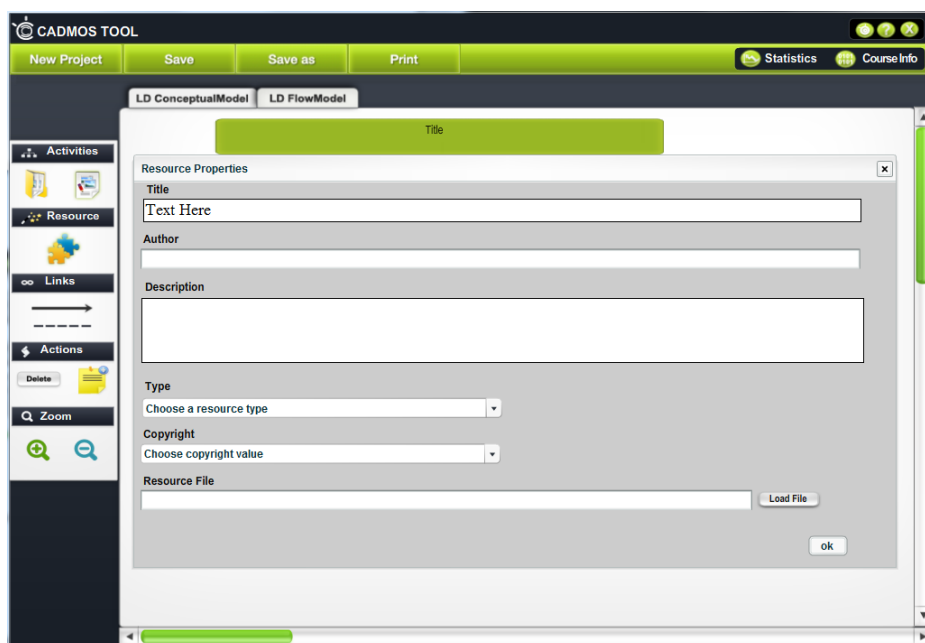 CADMOS TOOL
New Project Save Save as Print Statistics Course Info
LD ConceptualModel LD FlowModel
Title
Activities
Resource
Links
Actions
Delete
Zoom
Resource Properties
Title
Text Here
Author
Description
Type
Choose a resource type
Copyright
Choose copyright value
Resource File
Load File
ok